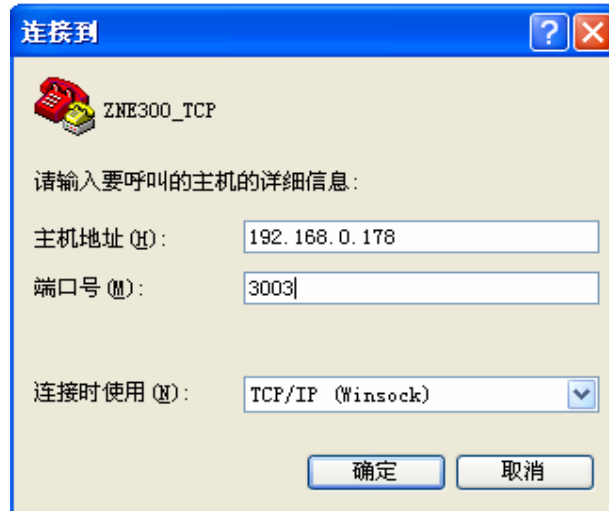 连接到
ZNE300_TCP
请输入要呼叫的主机的详细信息:
主机地址(H): 192.168.0.178
端口号(M): 3003
连接时使用(N): TCP/IP (Winsock)
确定 取消